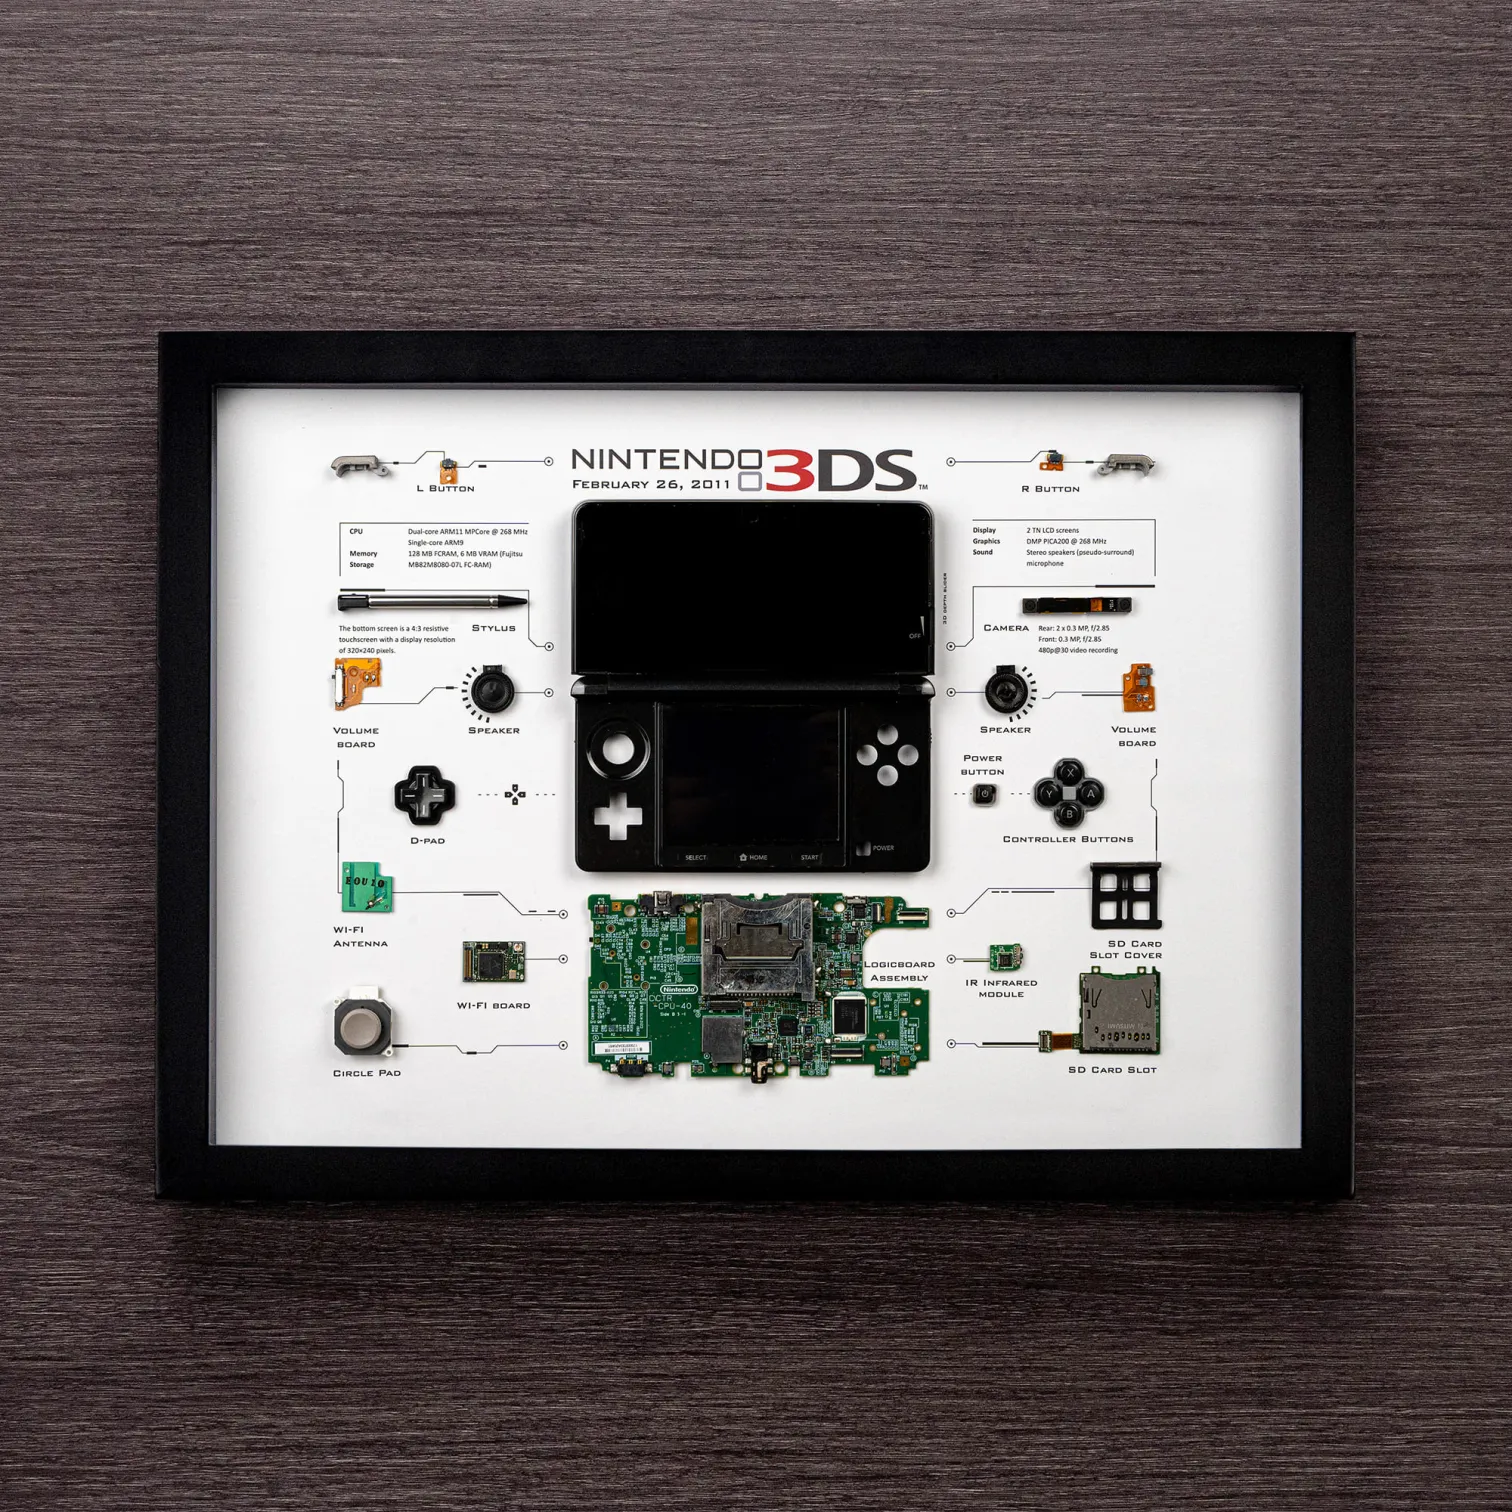 NINTENDO 3DS™
FEBRUARY 26, 2011
L BUTTON
R BUTTON
CPU Dual-core ARM11 MPCore @ 268 MHz
Single-core ARM9
Memory 128 MB FCRAM, 6 MB VRAM (Fujitsu
Storage MB82M8080-07L FC-RAM)
Display 2 TN LCD screens
Graphics DMP PICA200 @ 268 MHz
Sound Stereo speakers (pseudo-surround)
microphone
3D DEPTH SLIDER
OFF
STYLUS
The bottom screen is a 4:3 resistive
touchscreen with a display resolution
of 320×240 pixels.
CAMERA
Rear: 2 x 0.3 MP, f/2.85
Front: 0.3 MP, f/2.85
480p@30 video recording
VOLUME
BOARD
SPEAKER
SPEAKER
VOLUME
BOARD
POWER
BUTTON
X
Y A
B
D-PAD
CONTROLLER BUTTONS
SELECT HOME START
POWER
EOU10
WI-FI
ANTENNA
SD CARD
SLOT COVER
LOGICBOARD
ASSEMBLY
WI-FI BOARD
IR INFRARED
MODULE
Nintendo
CTR
-CPU-40
CIRCLE PAD
SD CARD SLOT